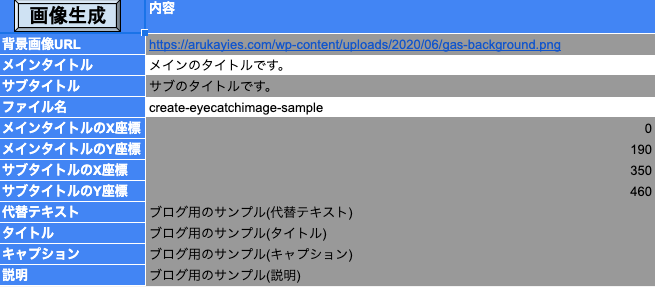 画像生成 内容
背景画像URL https://arukayies.com/wp-content/uploads/2020/06/gas-background.png
メインタイトル メインのタイトルです。
サブタイトル サブのタイトルです。
ファイル名 create-eyecatchimage-sample
メインタイトルのX座標 0
メインタイトルのY座標 190
サブタイトルのX座標 350
サブタイトルのY座標 460
代替テキスト ブログ用のサンプル(代替テキスト)
タイトル ブログ用のサンプル(タイトル)
キャプション ブログ用のサンプル(キャプション)
説明 ブログ用のサンプル(説明)